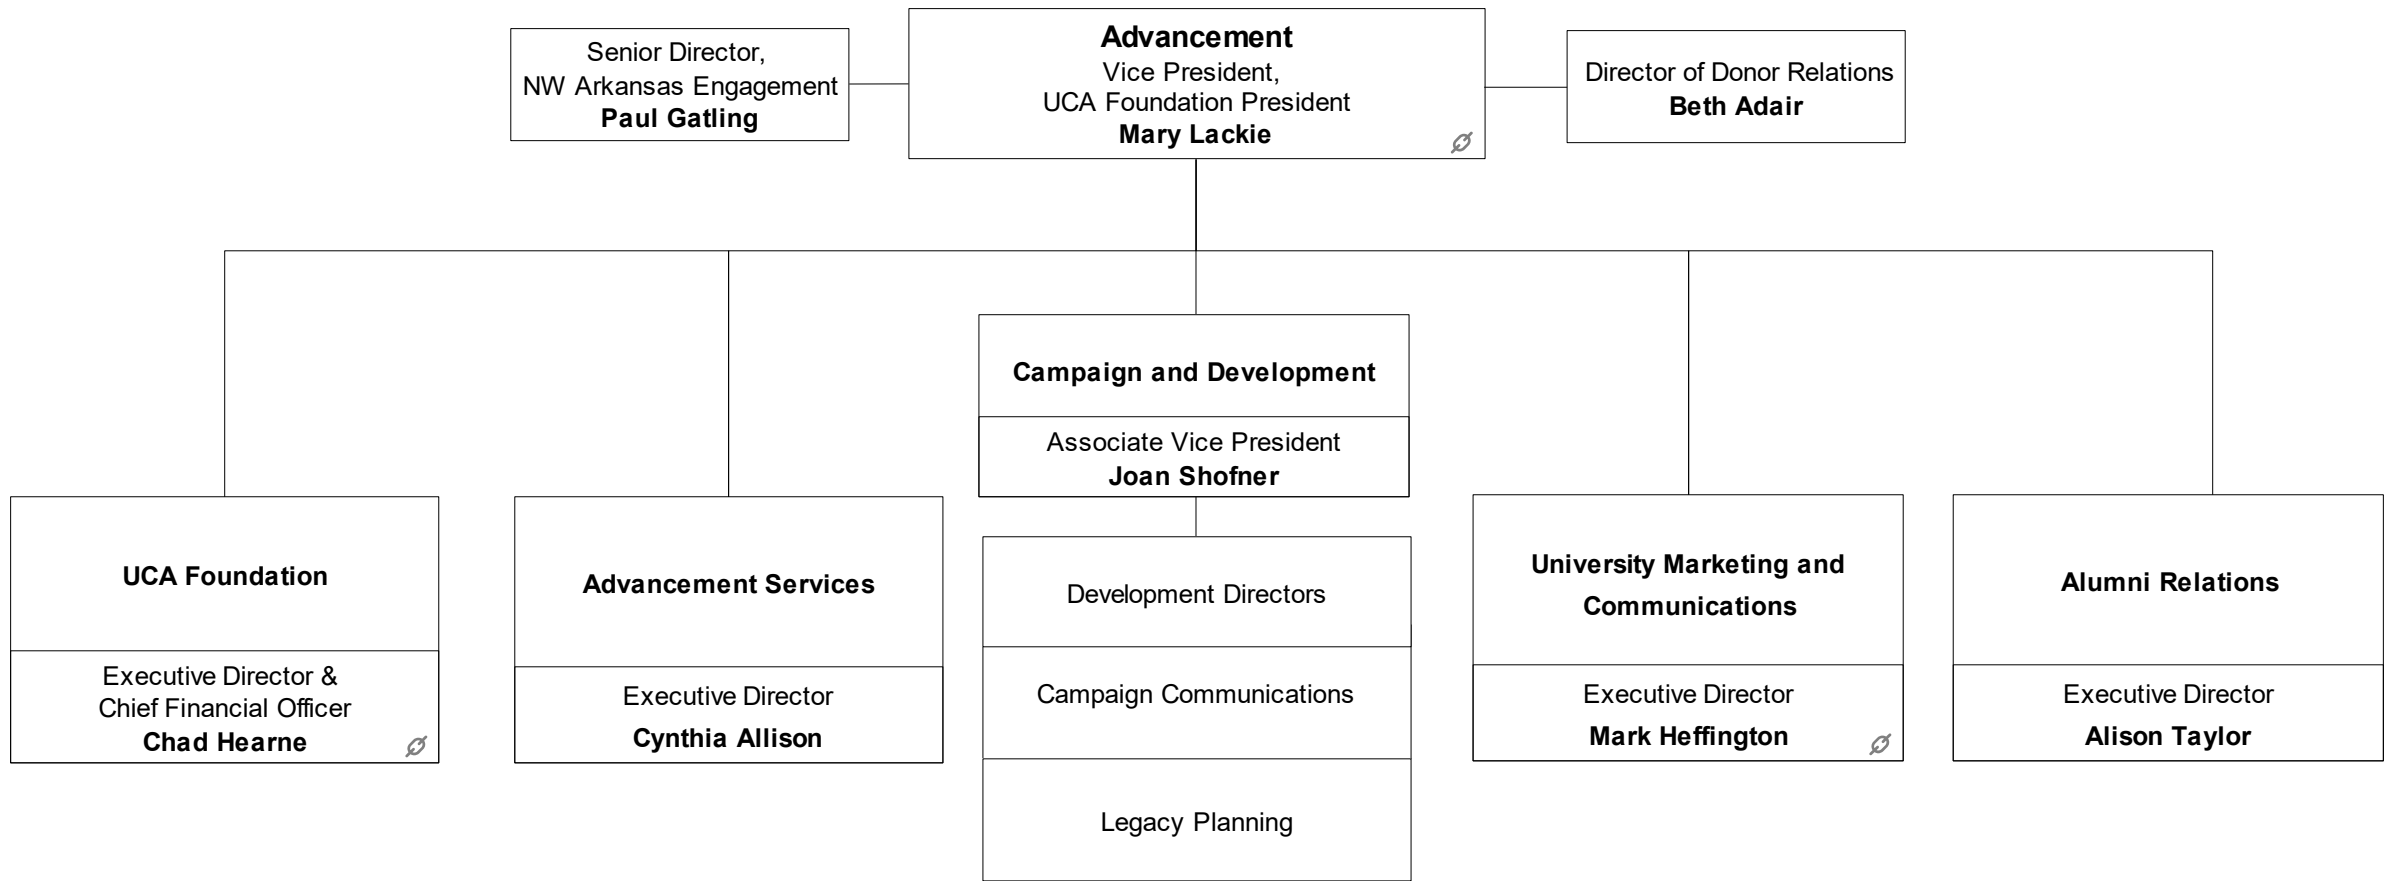 Senior Director,
NW Arkansas Engagement
Paul Gatling
Advancement
Vice President,
UCA Foundation President
Mary Lackie
Director of Donor Relations
Beth Adair
Campaign and Development
Associate Vice President
Joan Shofner
UCA Foundation
Executive Director &
Chief Financial Officer
Chad Hearne
Advancement Services
Executive Director
Cynthia Allison
Development Directors
Campaign Communications
Legacy Planning
University Marketing and
Communications
Executive Director
Mark Heffington
Alumni Relations
Executive Director
Alison Taylor